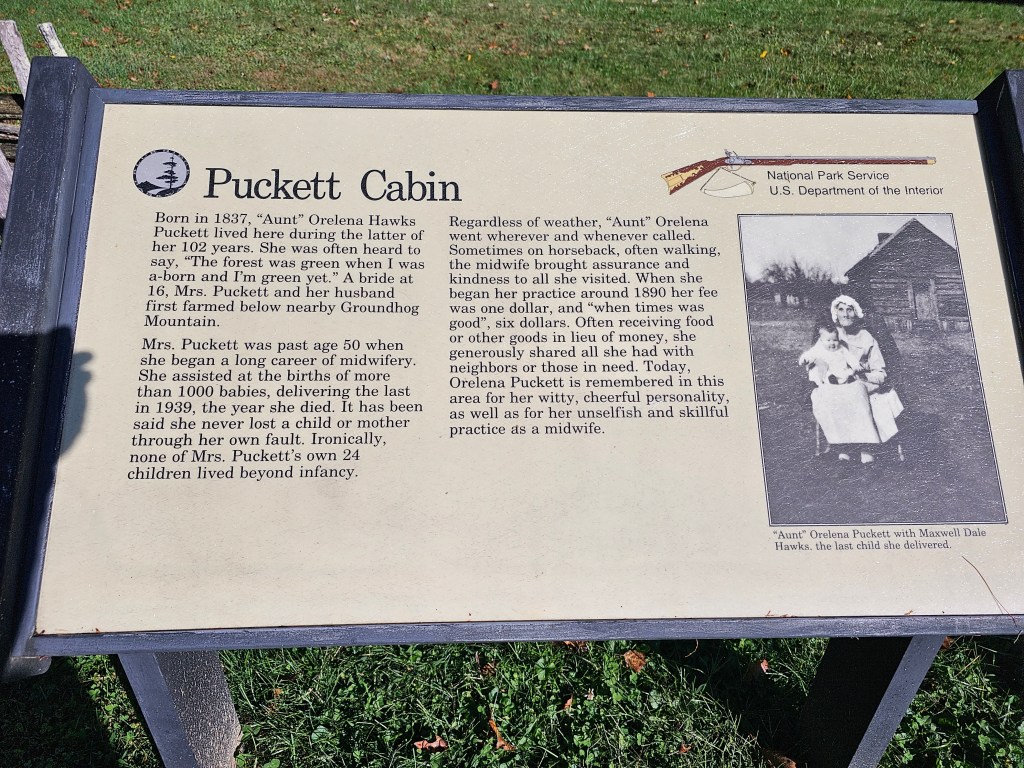 Puckett Cabin
National Park Service
U.S. Department of the Interior
Born in 1837, “Aunt” Orelena Hawks
Puckett lived here during the latter of
her 102 years. She was often heard to
say, “The forest was green when I was
a-born and I’m green yet.” A bride at
16, Mrs. Puckett and her husband
first farmed below nearby Groundhog
Mountain.
Mrs. Puckett was past age 50 when
she began a long career of midwifery.
She assisted at the births of more
than 1000 babies, delivering the last
in 1939, the year she died. It has been
said she never lost a child or mother
through her own fault. Ironically,
none of Mrs. Puckett’s own 24
children lived beyond infancy.
Regardless of weather, “Aunt” Orelena
went wherever and whenever called.
Sometimes on horseback, often walking,
the midwife brought assurance and
kindness to all she visited. When she
began her practice around 1890 her fee
was one dollar, and “when times was
good”, six dollars. Often receiving food
or other goods in lieu of money, she
generously shared all she had with
neighbors or those in need. Today,
Orelena Puckett is remembered in this
area for her witty, cheerful personality,
as well as for her unselfish and skillful
practice as a midwife.
“Aunt” Orelena Puckett with Maxwell Dale
Hawks, the last child she delivered.